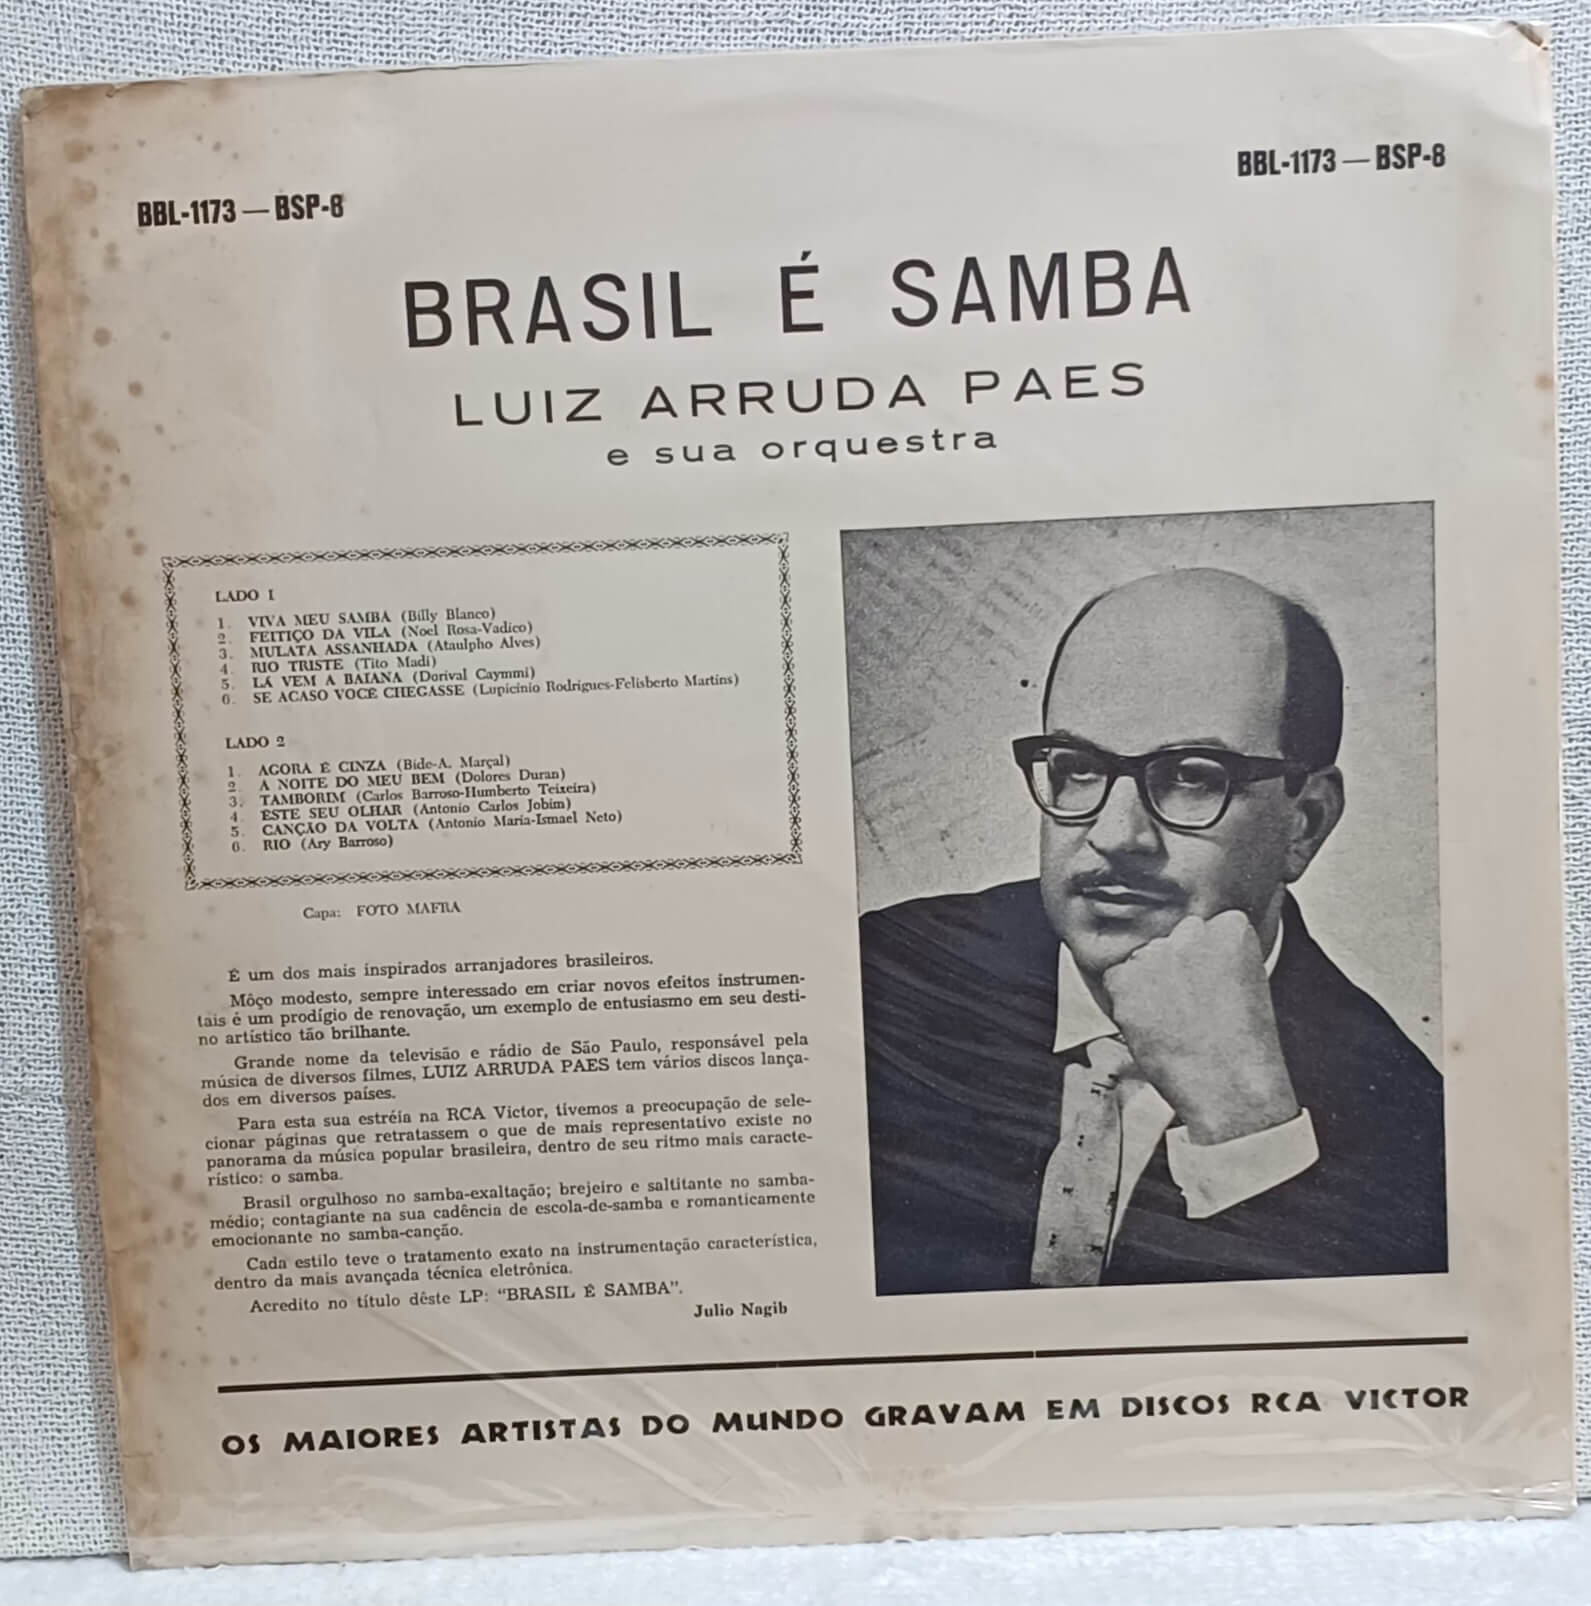 BBL-1173 — BSP-8
BBL-1173 — BSP-8
BRASIL É SAMBA
LUIZ ARRUDA PAES
e sua orquestra
LADO 1
1. VIVA MEU SAMBA (Billy Blanco)
2. FEITIÇO DA VILA (Noel Rosa-Vadico)
3. MULATA ASSANHADA (Ataulpho Alves)
4. RIO TRISTE (Tito Madi)
5. LÁ VEM A BAIANA (Dorival Caymmi)
6. SE ACASO VOCÊ CHEGASSE (Lupicinio Rodrigues-Felisberto Martins)
LADO 2
1. AGORA É CINZA (Bide-A. Marçal)
2. A NOITE DO MEU BEM (Dolores Duran)
3. TAMBORIM (Carlos Barroso-Humberto Teixeira)
4. ÊSTE SEU OLHAR (Antonio Carlos Jobim)
5. CANÇÃO DA VOLTA (Antonio Maria-Ismael Neto)
6. RIO (Ary Barroso)
Capa: FOTO MAFRA
É um dos mais inspirados arranjadores brasileiros.
Môço modesto, sempre interessado em criar novos efeitos instrumen-
tais é um prodígio de renovação, um exemplo de entusiasmo em seu desti-
no artístico tão brilhante.
Grande nome da televisão e rádio de São Paulo, responsável pela
música de diversos filmes, LUIZ ARRUDA PAES tem vários discos lança-
dos em diversos países.
Para esta sua estréia na RCA Victor, tivemos a preocupação de sele-
cionar páginas que retratassem o que de mais representativo existe no
panorama da música popular brasileira, dentro de seu ritmo mais caracte-
rístico: o samba.
Brasil orgulhoso no samba-exaltação; brejeiro e saltitante no samba-
médio; contagiante na sua cadência de escola-de-samba e romanticamente
emocionante no samba-canção.
Cada estilo teve o tratamento exato na instrumentação característica,
dentro da mais avançada técnica eletrônica.
Acredito no título dêste LP: “BRASIL É SAMBA”.
Julio Nagib
OS MAIORES ARTISTAS DO MUNDO GRAVAM EM DISCOS RCA VICTOR